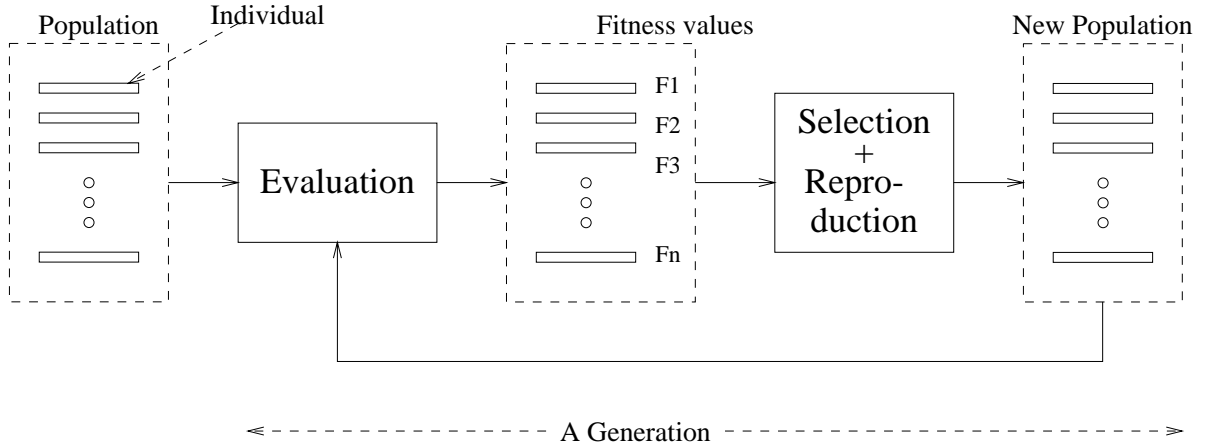 Population
Individual
Fitness values
New Population
F1
F2
F3
Fn
Evaluation
Selection
+
Repro-
duction
A Generation